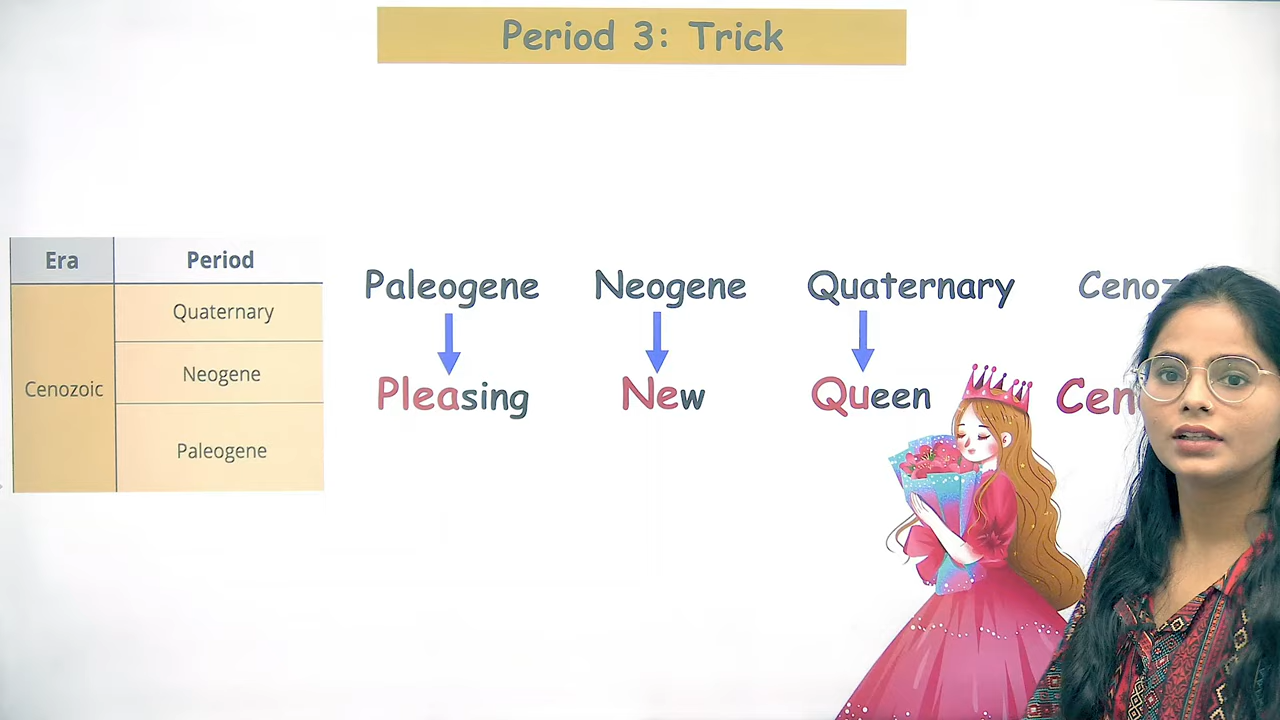 Period 3: Trick
Era Period
Cenozoic
Quaternary
Neogene
Paleogene
Paleogene Neogene Quaternary
Pleasing New Queen